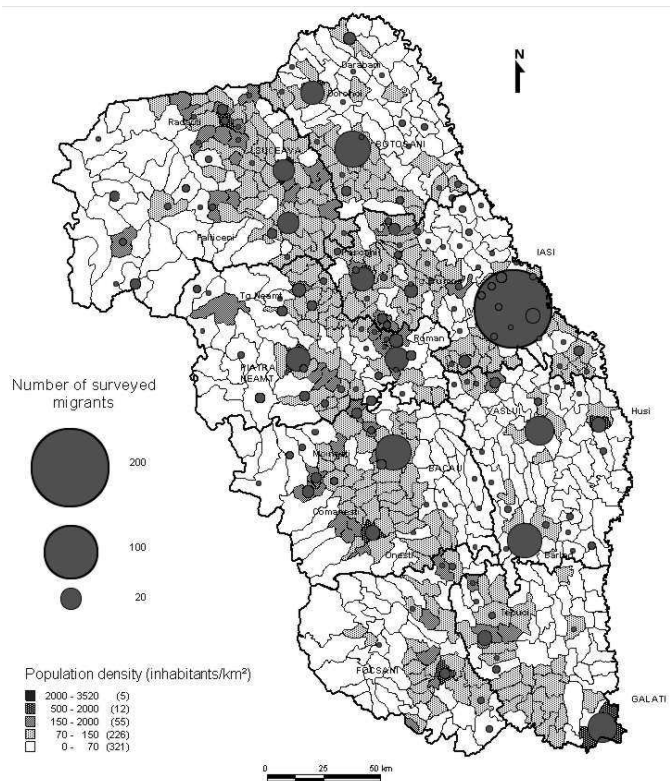 N
Darabani
Dorohoi
Radauti
BOTOSANI
SUCEAVA
Falticeni
IASI
Tg Neamt
Roman
PIATRA
NEAMT
Number of surveyed
migrants
200
100
20
VASLUI
Husi
Moinesti
BACAU
Comanesti
Onesti
Barlad
Tecuci
FOCSANI
GALATI
Population density (inhabitants/km²)
2000 - 3520 (5)
500 - 2000 (12)
150 - 2000 (55)
70 - 150 (226)
0 - 70 (321)
0 25 50 km